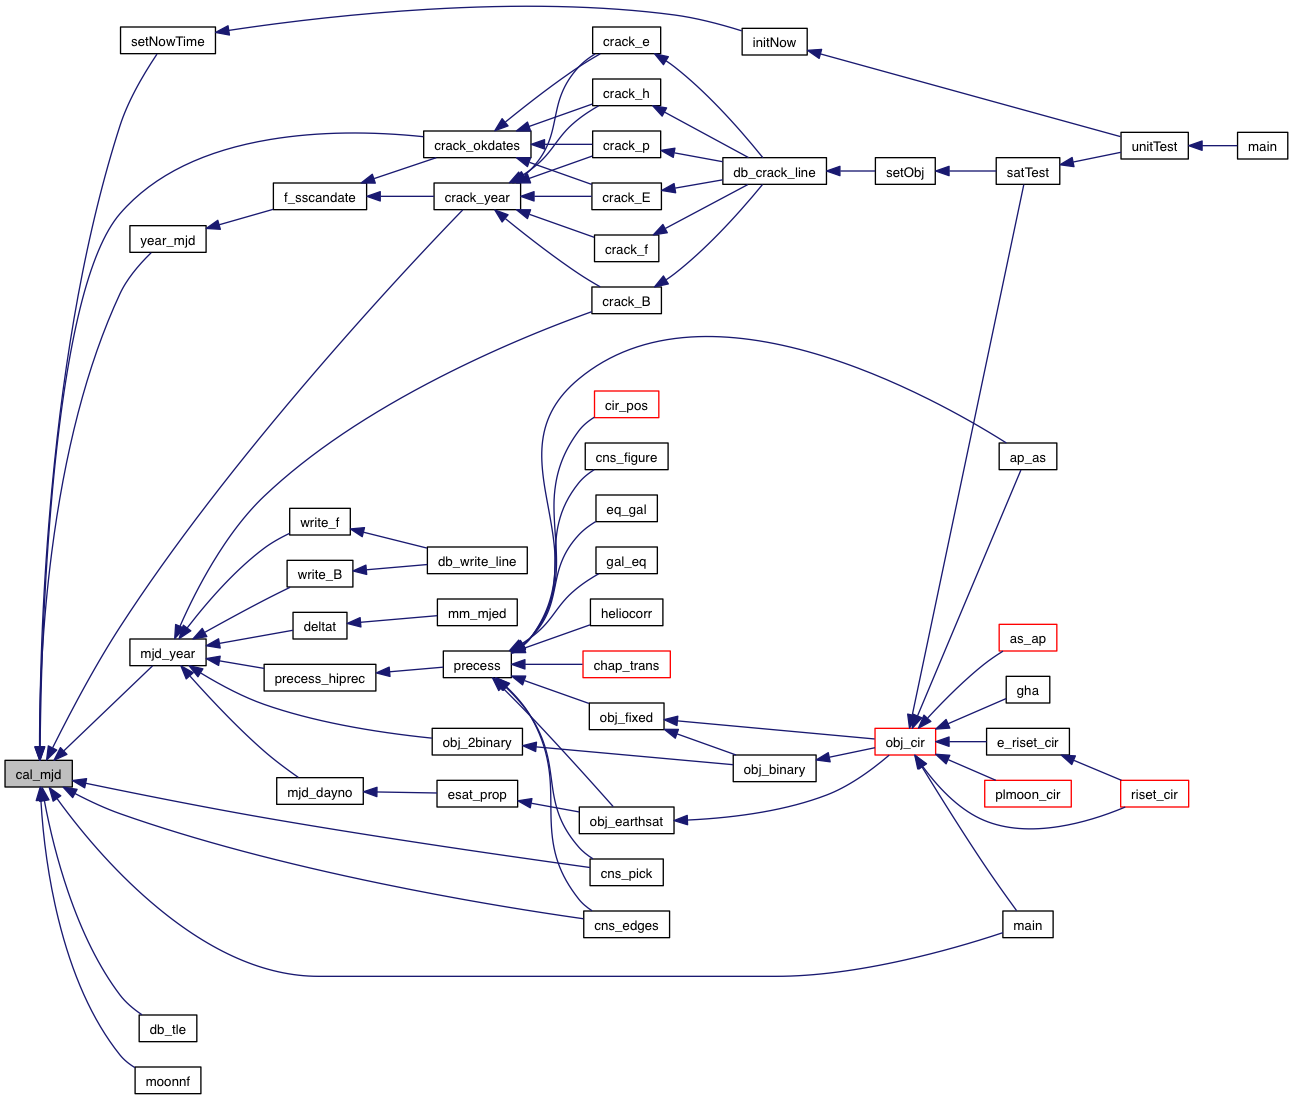 setNowTime
crack_e
initNow
crack_h
crack_okdates
crack_p
unitTest
main
db_crack_line
setObj
satTest
f_sscandate
crack_year
crack_E
year_mjd
crack_f
crack_B
cir_pos
cns_figure
ap_as
eq_gal
write_f
gal_eq
db_write_line
write_B
mm_mjed
heliocorr
deltat
as_ap
mjd_year
precess
chap_trans
precess_hiprec
gha
obj_fixed
obj_2binary
obj_cir
e_riset_cir
obj_binary
cal_mjd
mjd_dayno
esat_prop
plmoon_cir
riset_cir
obj_earthsat
cns_pick
cns_edges
main
db_tle
moonnf